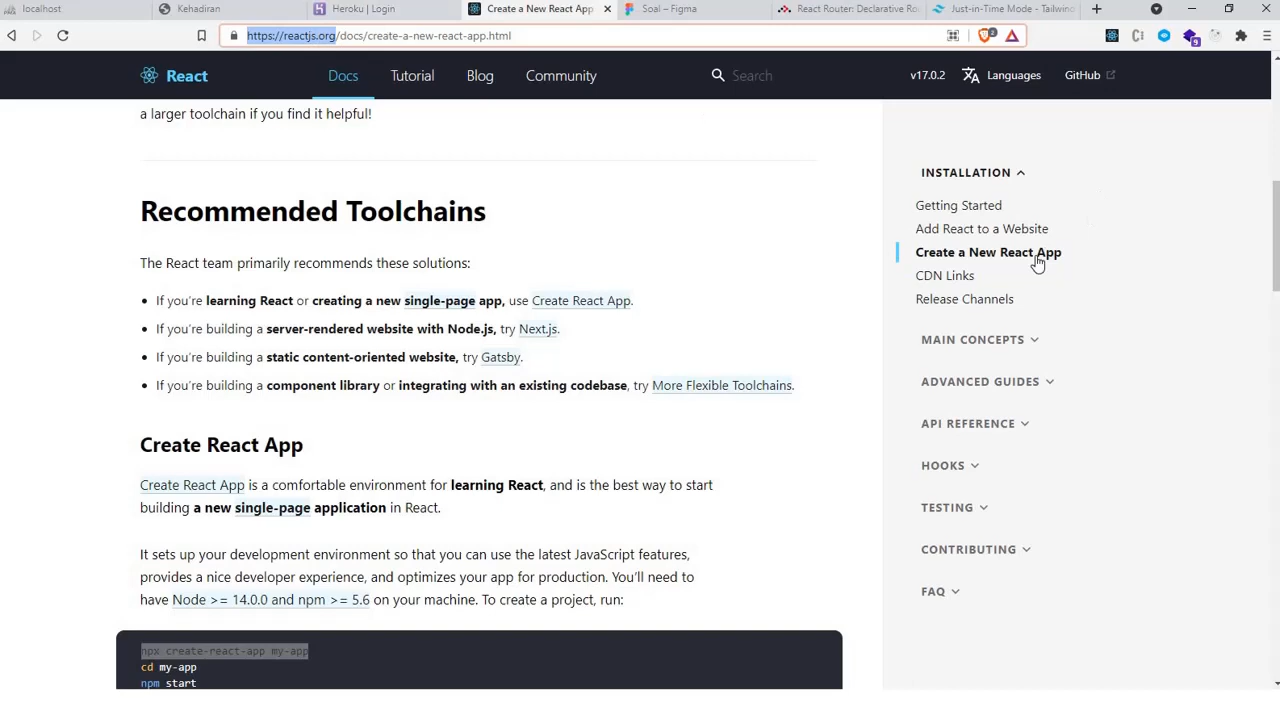 localhost
Kehadiran
Heroku | Login
Create a New React App
Soal – Figma
React Router: Declarative Ro
Just-in-Time Mode - Tailwind
https://reactjs.org/docs/create-a-new-react-app.html
2
9
React
Docs
Tutorial
Blog
Community
Search
v17.0.2
Languages
GitHub
a larger toolchain if you find it helpful!
Recommended Toolchains
The React team primarily recommends these solutions:
If you’re learning React or creating a new single-page app, use Create React App.
If you’re building a server-rendered website with Node.js, try Next.js.
If you’re building a static content-oriented website, try Gatsby.
If you’re building a component library or integrating with an existing codebase, try More Flexible Toolchains.
Create React App
Create React App is a comfortable environment for learning React, and is the best way to start
building a new single-page application in React.
It sets up your development environment so that you can use the latest JavaScript features,
provides a nice developer experience, and optimizes your app for production. You’ll need to
have Node >= 14.0.0 and npm >= 5.6 on your machine. To create a project, run:
npx create-react-app my-app
cd my-app
npm start
INSTALLATION
Getting Started
Add React to a Website
Create a New React App
CDN Links
Release Channels
MAIN CONCEPTS
ADVANCED GUIDES
API REFERENCE
HOOKS
TESTING
CONTRIBUTING
FAQ